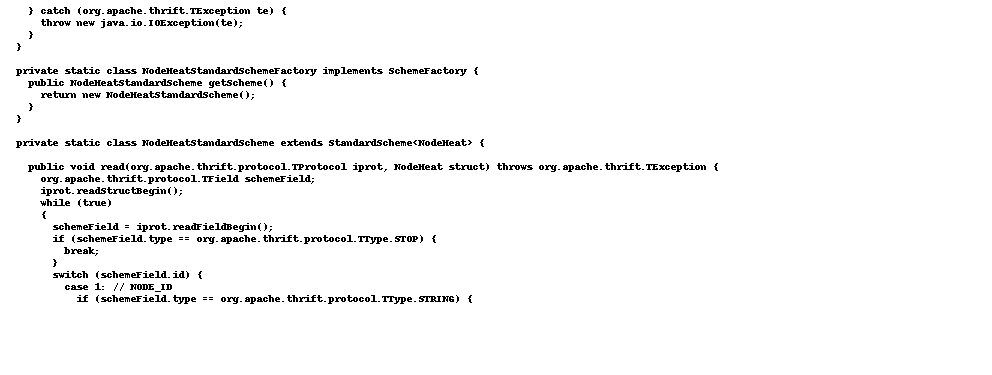 } catch (org.apache.thrift.TException te) {
throw new java.io.IOException(te);
}
}
private static class NodeHeatStandardSchemeFactory implements SchemeFactory {
public NodeHeatStandardScheme getScheme() {
return new NodeHeatStandardScheme();
}
}
private static class NodeHeatStandardScheme extends StandardScheme<NodeHeat> {
public void read(org.apache.thrift.protocol.TProtocol iprot, NodeHeat struct) throws org.apache.thrift.TException {
org.apache.thrift.protocol.TField schemeField;
iprot.readStructBegin();
while (true)
{
schemeField = iprot.readFieldBegin();
if (schemeField.type == org.apache.thrift.protocol.TType.STOP) {
break;
}
switch (schemeField.id) {
case 1: // NODE_ID
if (schemeField.type == org.apache.thrift.protocol.TType.STRING) {